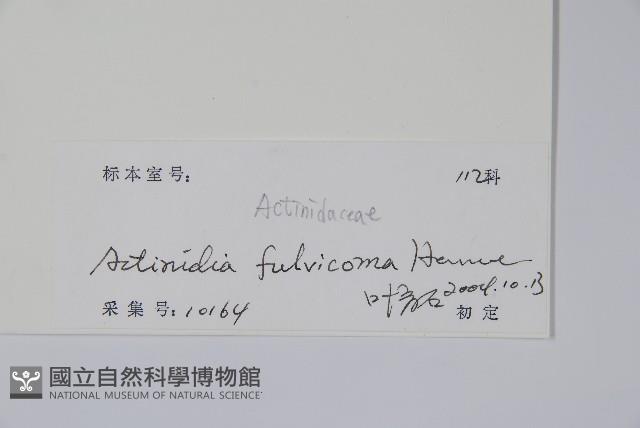 标本室号: 112科
Actinidaceae
Actinidia fulvicoma Hance
2004.10.13
采集号: 10164 初定
國立自然科學博物館
NATIONAL MUSEUM OF NATURAL SCIENCE